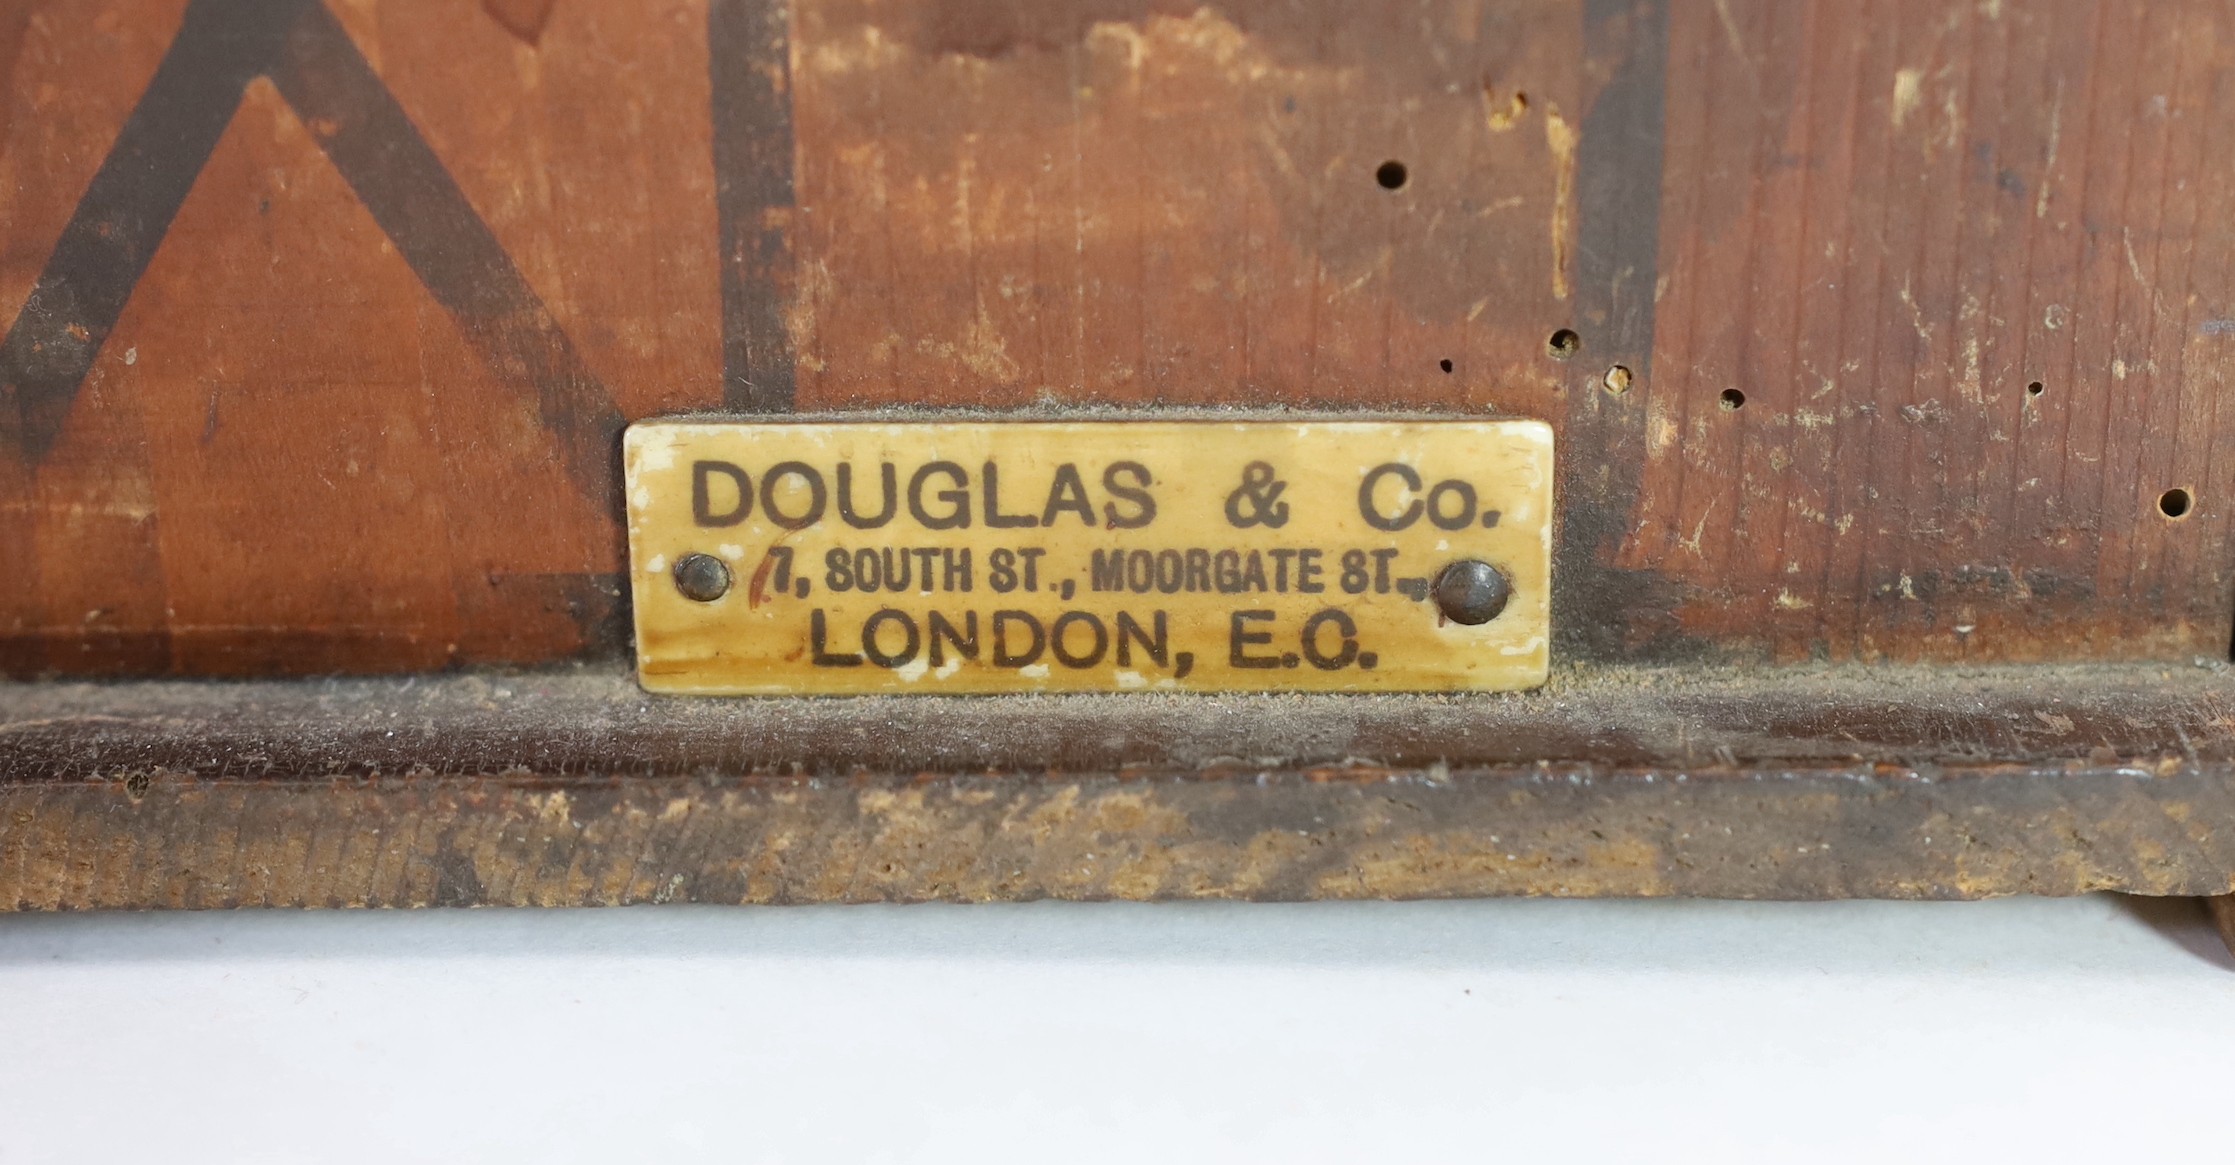 DOUGLAS & Co.
7, SOUTH ST., MOORGATE ST.,
LONDON, E.C.